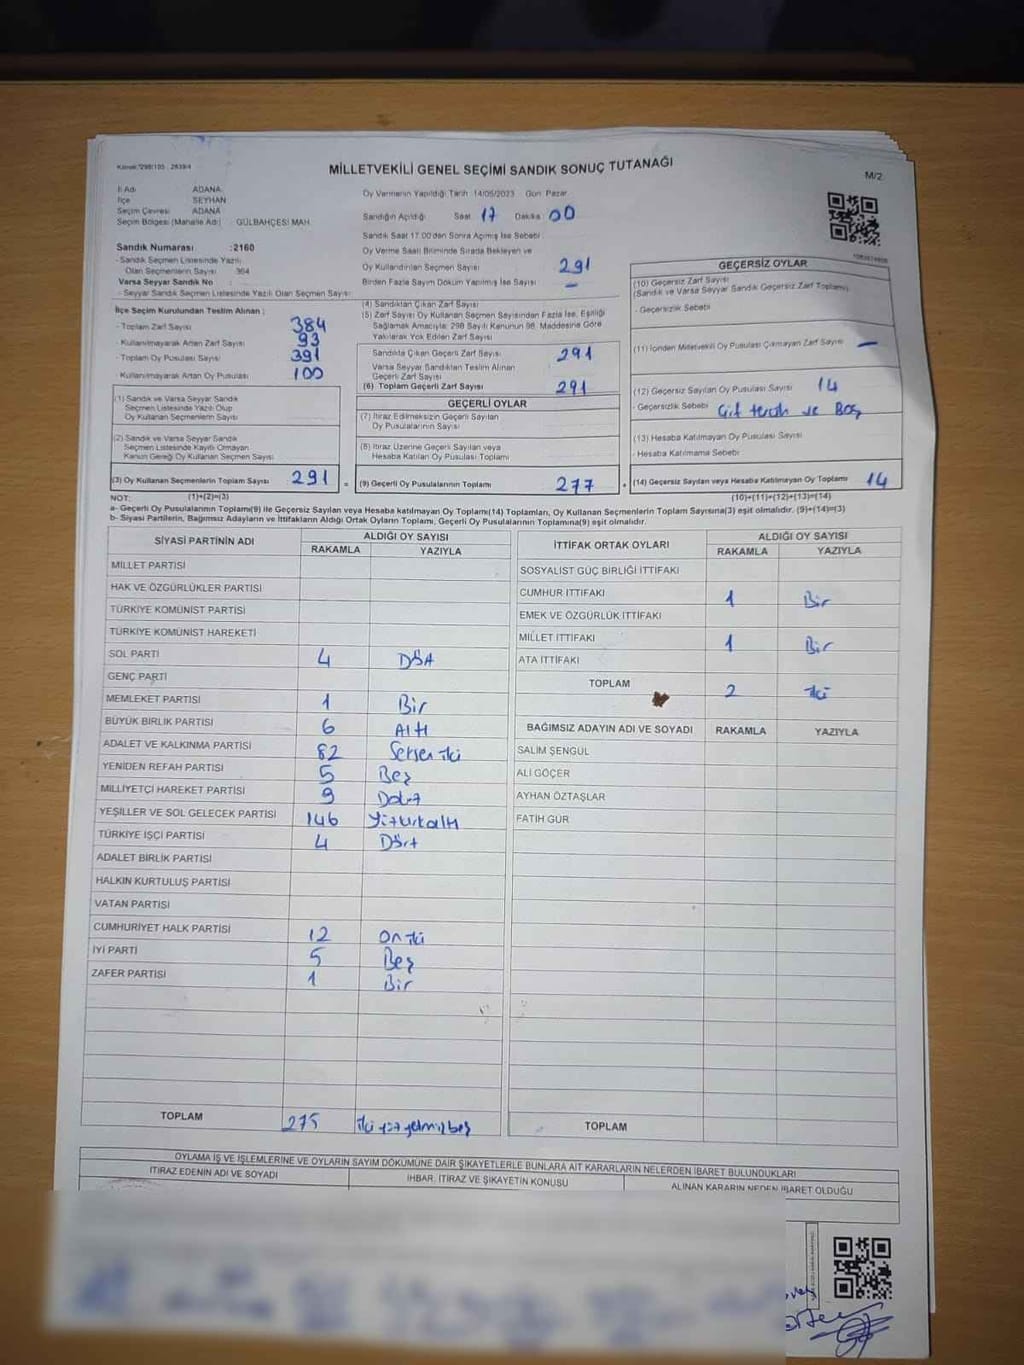 MİLLETVEKİLİ GENEL SEÇİMİ SANDIK SONUÇ TUTANAĞI
M/2
İl Adı ADANA
İlçe SEYHAN
Seçim Çevresi ADANA
Seçim Bölgesi (Mahalle Adı) : GÜLBAHÇESİ MAH.
Sandık Numarası : 2160
- Sandık Seçmen Listesinde Yazılı
Olan Seçmenlerin Sayısı 364
Varsa Seyyar Sandık No :
- Seyyar Sandık Seçmen Listesinde Yazılı Olan Seçmen Sayısı:
İlçe Seçim Kurulundan Teslim Alınan :
- Toplam Zarf Sayısı 384
- Kullanılmayarak Artan Zarf Sayısı 93
- Toplam Oy Pusulası Sayısı 391
- Kullanılmayarak Artan Oy Pusulası 100
(1) Sandık ve Varsa Seyyar Sandık
Seçmen Listesinde Yazılı Olup
Oy Kullanan Seçmenlerin Sayısı
(2) Sandık ve Varsa Seyyar Sandık
Seçmen Listesinde Kayıtlı Olmayan
Kanun Gereği Oy Kullanan Seçmen Sayısı
(3) Oy Kullanan Seçmenlerin Toplam Sayısı 291 =
Oy Vermenin Yapıldığı Tarih 14/05/2023 Gün Pazar
Sandığın Açıldığı Saat 17 Dakika 00
Sandık Saat 17.00'den Sonra Açılmış İse Sebebi
Oy Verme Saati Bitiminde Sırada Bekleyen ve
Oy Kullandırılan Seçmen Sayısı 291
Birden Fazla Sayım Döküm Yapılmış İse Sayısı —
(4) Sandıktan Çıkan Zarf Sayısı
(5) Zarf Sayısı Oy Kullanan Seçmen Sayısından Fazla İse, Eşitliği
Sağlamak Amacıyla; 298 Sayılı Kanunun 98. Maddesine Göre
Yakılarak Yok Edilen Zarf Sayısı
Sandıkta Çıkan Geçerli Zarf Sayısı 291
Varsa Seyyar Sandıktan Teslim Alınan
Geçerli Zarf Sayısı
(6) Toplam Geçerli Zarf Sayısı 291
GEÇERLİ OYLAR
(7) İtiraz Edilmeksizin Geçerli Sayılan
Oy Pusulalarının Sayısı
(8) İtiraz Üzerine Geçerli Sayılan veya
Hesaba Katılan Oy Pusulası Toplamı
(9) Geçerli Oy Pusulalarının Toplamı 277 +
GEÇERSİZ OYLAR
(10) Geçersiz Zarf Sayısı
(Sandık ve Varsa Seyyar Sandık Geçersiz Zarf Toplamı)
- Geçersizlik Sebebi
(11) İçinden Milletvekili Oy Pusulası Çıkmayan Zarf Sayısı —
(12) Geçersiz Sayılan Oy Pusulası Sayısı 14
- Geçersizlik Sebebi Çift tercih ve Boş
(13) Hesaba Katılmayan Oy Pusulası Sayısı
- Hesaba Katılmama Sebebi
(14) Geçersiz Sayılan veya Hesaba Katılmayan Oy Toplamı 14
NOT: (1)+(2)=(3) (10)+(11)+(12)+(13)=(14)
a- Geçerli Oy Pusulalarının Toplamı(9) ile Geçersiz Sayılan veya Hesaba katılmayan Oy Toplamı(14) Toplamları, Oy Kullanan Seçmenlerin Toplam Sayısına(3) eşit olmalıdır. (9)+(14)=(3)
b- Siyasi Partilerin, Bağımsız Adayların ve İttifakların Aldığı Ortak Oyların Toplamı, Geçerli Oy Pusulalarının Toplamına(9) eşit olmalıdır.
SİYASİ PARTİNİN ADI ALDIĞI OY SAYISI
RAKAMLA YAZIYLA
MİLLET PARTİSİ
HAK VE ÖZGÜRLÜKLER PARTİSİ
TÜRKİYE KOMÜNİST PARTİSİ
TÜRKİYE KOMÜNİST HAREKETİ
SOL PARTİ 4 Dört
GENÇ PARTİ
MEMLEKET PARTİSİ 1 Bir
BÜYÜK BİRLİK PARTİSİ 6 Altı
ADALET VE KALKINMA PARTİSİ 82 Seksen iki
YENİDEN REFAH PARTİSİ 5 Beş
MİLLİYETÇİ HAREKET PARTİSİ 9 Dokuz
YEŞİLLER VE SOL GELECEK PARTİSİ 146 Yüzkırkaltı
TÜRKİYE İŞÇİ PARTİSİ 4 Dört
ADALET BİRLİK PARTİSİ
HALKIN KURTULUŞ PARTİSİ
VATAN PARTİSİ
CUMHURİYET HALK PARTİSİ 12 On iki
İYİ PARTİ 5 Beş
ZAFER PARTİSİ 1 Bir
TOPLAM 275 iki yüz yetmiş beş
İTTİFAK ORTAK OYLARI ALDIĞI OY SAYISI
RAKAMLA YAZIYLA
SOSYALİST GÜÇ BİRLİĞİ İTTİFAKI
CUMHUR İTTİFAKI 1 Bir
EMEK VE ÖZGÜRLÜK İTTİFAKI
MİLLET İTTİFAKI 1 Bir
ATA İTTİFAKI
TOPLAM 2 iki
BAĞIMSIZ ADAYIN ADI VE SOYADI RAKAMLA YAZIYLA
SALİM ŞENGÜL
ALİ GÖÇER
AYHAN ÖZTAŞLAR
FATİH GÜR
TOPLAM
OYLAMA İŞ VE İŞLEMLERİNE VE OYLARIN SAYIM DÖKÜMÜNE DAİR ŞİKAYETLERLE BUNLARA AİT KARARLARIN NELERDEN İBARET BULUNDUKLARI
İTİRAZ EDENİN ADI VE SOYADI İHBAR, İTİRAZ VE ŞİKAYETİN KONUSU ALINAN KARARIN NEDEN İBARET OLDUĞU